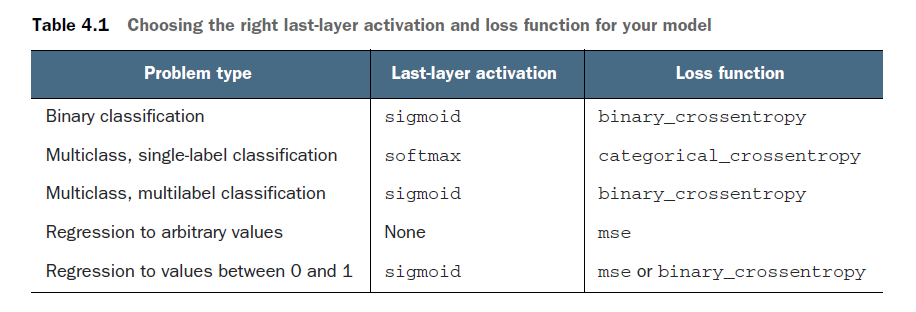 Table 4.1 Choosing the right last-layer activation and loss function for your model
Problem type Last-layer activation Loss function
Binary classification sigmoid binary_crossentropy
Multiclass, single-label classification softmax categorical_crossentropy
Multiclass, multilabel classification sigmoid binary_crossentropy
Regression to arbitrary values None mse
Regression to values between 0 and 1 sigmoid mse or binary_crossentropy